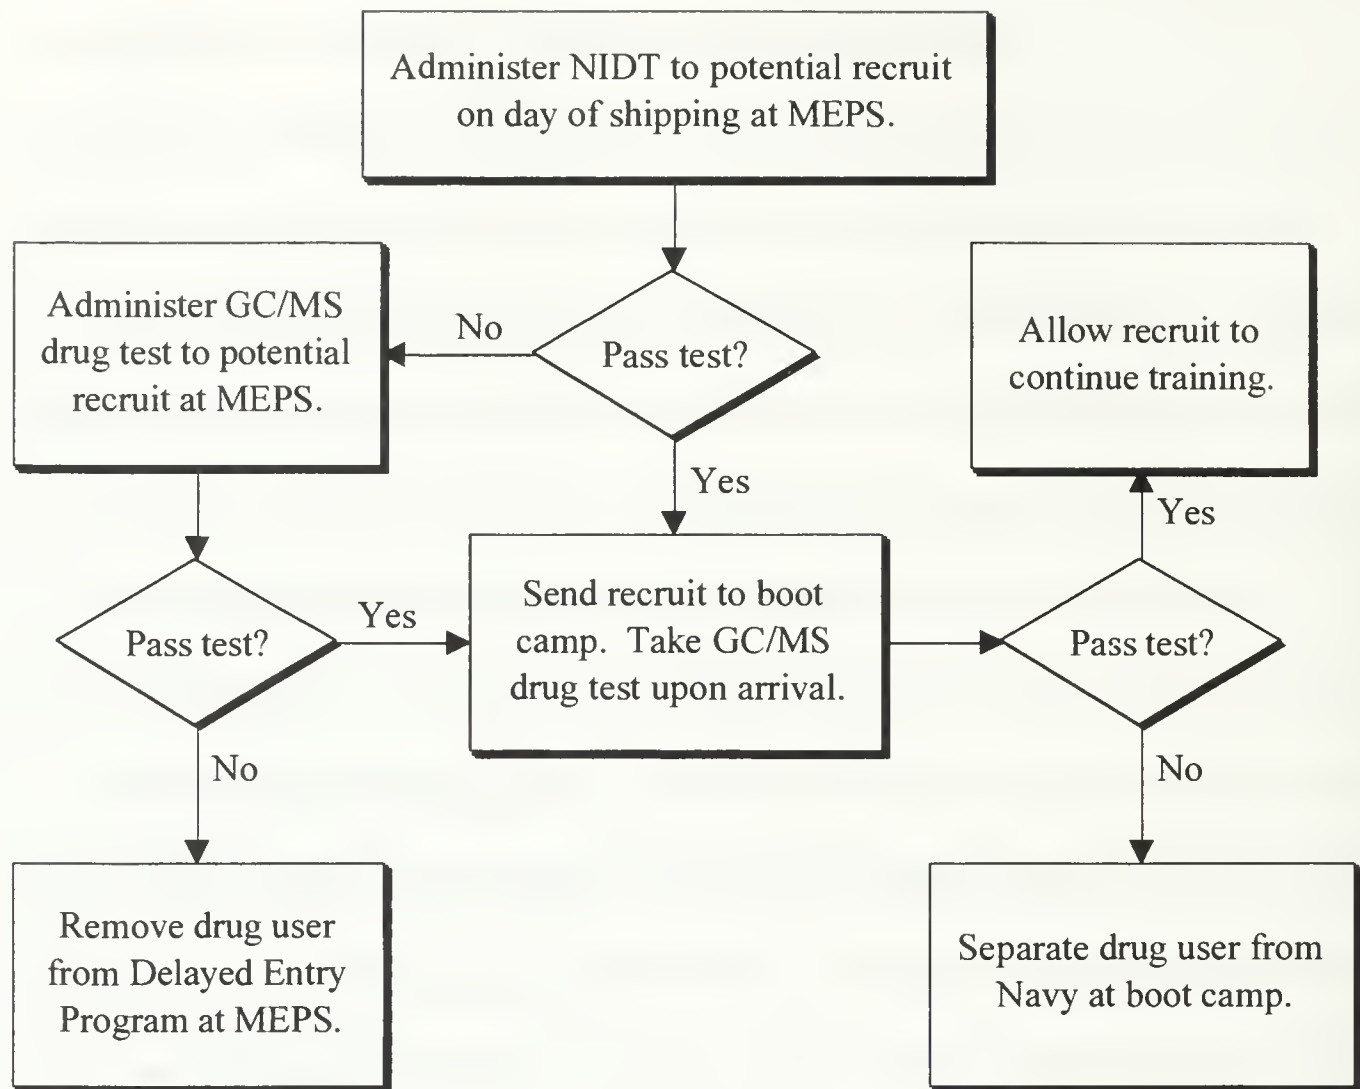 Administer NIDT to potential recruit
on day of shipping at MEPS.
Administer GC/MS
drug test to potential
recruit at MEPS.
No
Pass test?
Allow recruit to
continue training.
Yes
Yes
Pass test?
Yes
Send recruit to boot
camp. Take GC/MS
drug test upon arrival.
Pass test?
No
No
Remove drug user
from Delayed Entry
Program at MEPS.
Separate drug user from
Navy at boot camp.